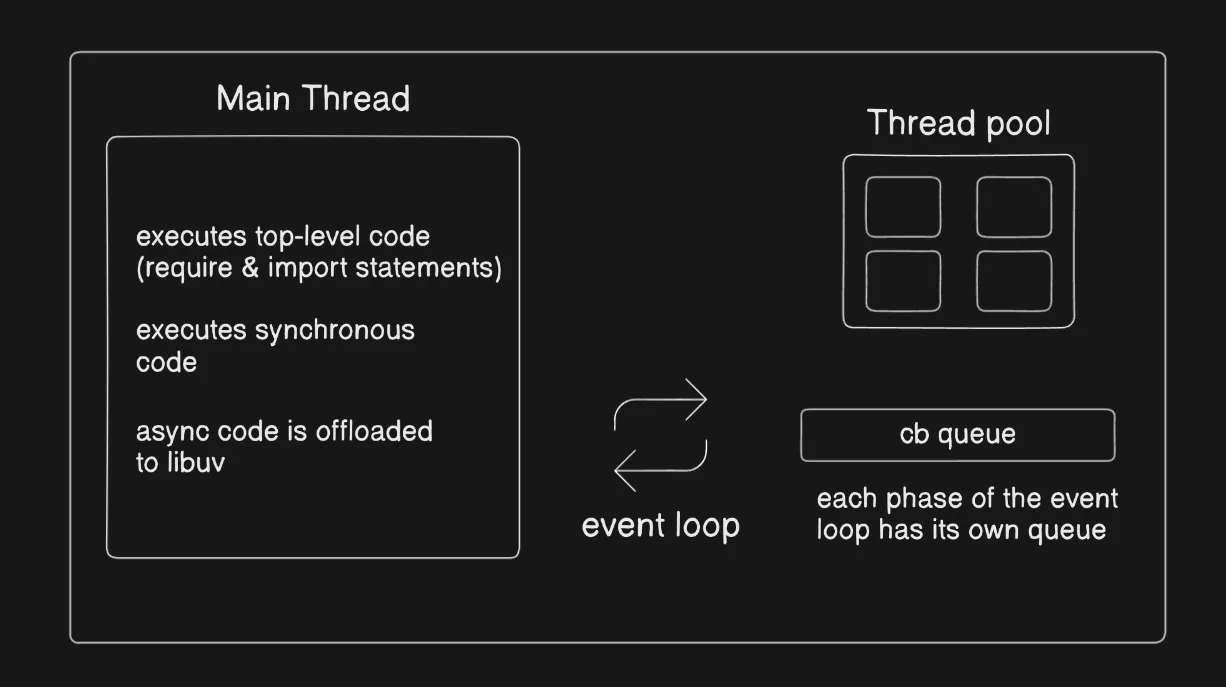 Main Thread
executes top-level code
(require & import statements)
executes synchronous
code
async code is offloaded
to libuv
event loop
Thread pool
cb queue
each phase of the event
loop has its own queue